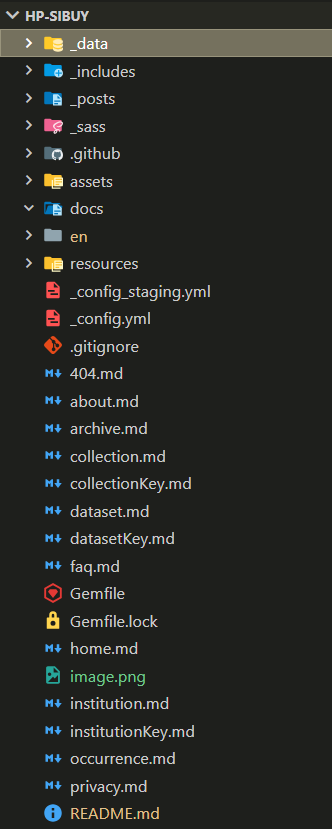 HP-SIBUY
_data
_includes
_posts
_sass
.github
assets
docs
en
resources
_config_staging.yml
_config.yml
.gitignore
404.md
about.md
archive.md
collection.md
collectionKey.md
dataset.md
datasetKey.md
faq.md
Gemfile
Gemfile.lock
home.md
image.png
institution.md
institutionKey.md
occurrence.md
privacy.md
README.md